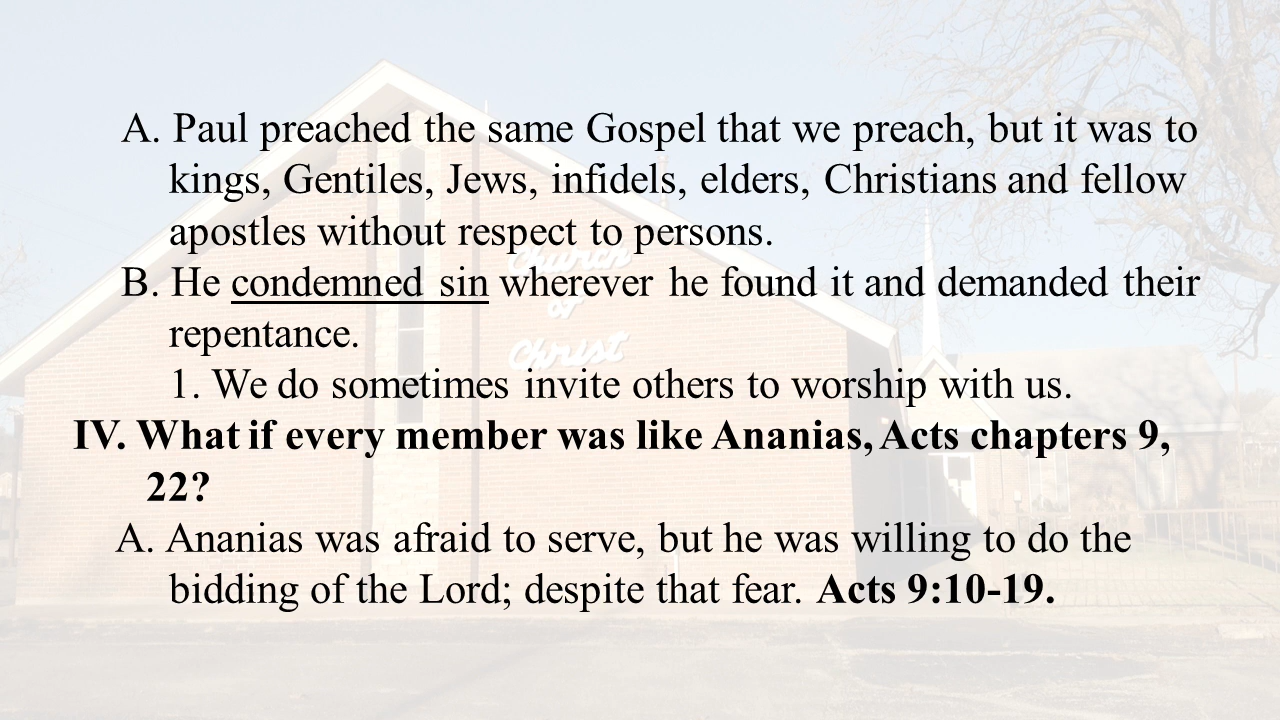 A. Paul preached the same Gospel that we preach, but it was to
kings, Gentiles, Jews, infidels, elders, Christians and fellow
apostles without respect to persons.
B. He condemned sin wherever he found it and demanded their
repentance.
1. We do sometimes invite others to worship with us.
IV. What if every member was like Ananias, Acts chapters 9,
22?
A. Ananias was afraid to serve, but he was willing to do the
bidding of the Lord; despite that fear. Acts 9:10-19.
Church
of
Christ